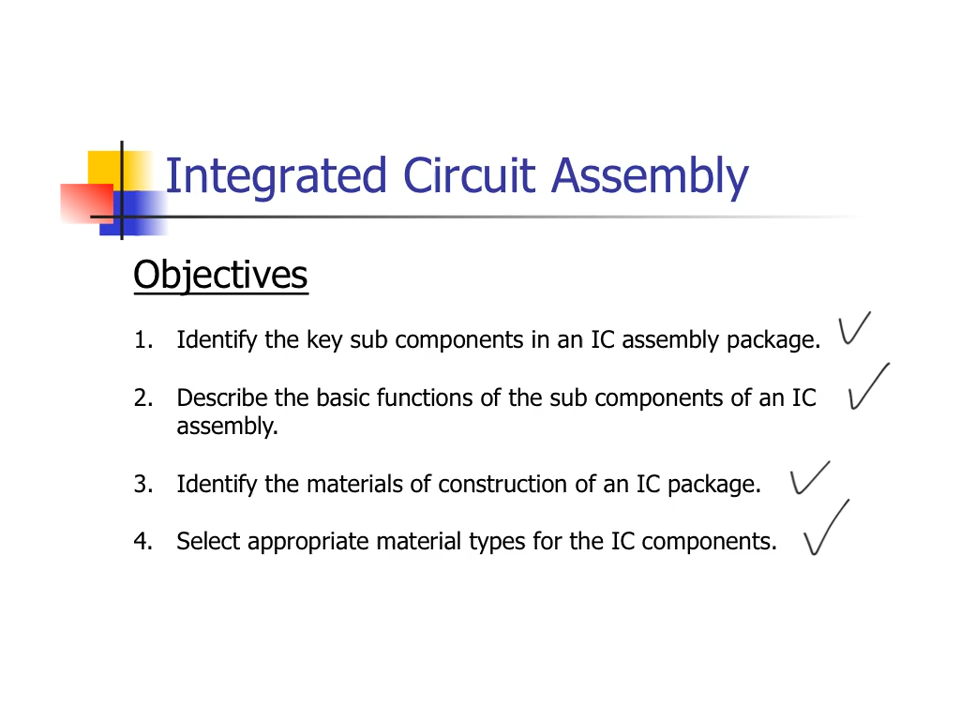 Integrated Circuit Assembly
Objectives
1. Identify the key sub components in an IC assembly package.
2. Describe the basic functions of the sub components of an IC
assembly.
3. Identify the materials of construction of an IC package.
4. Select appropriate material types for the IC components.